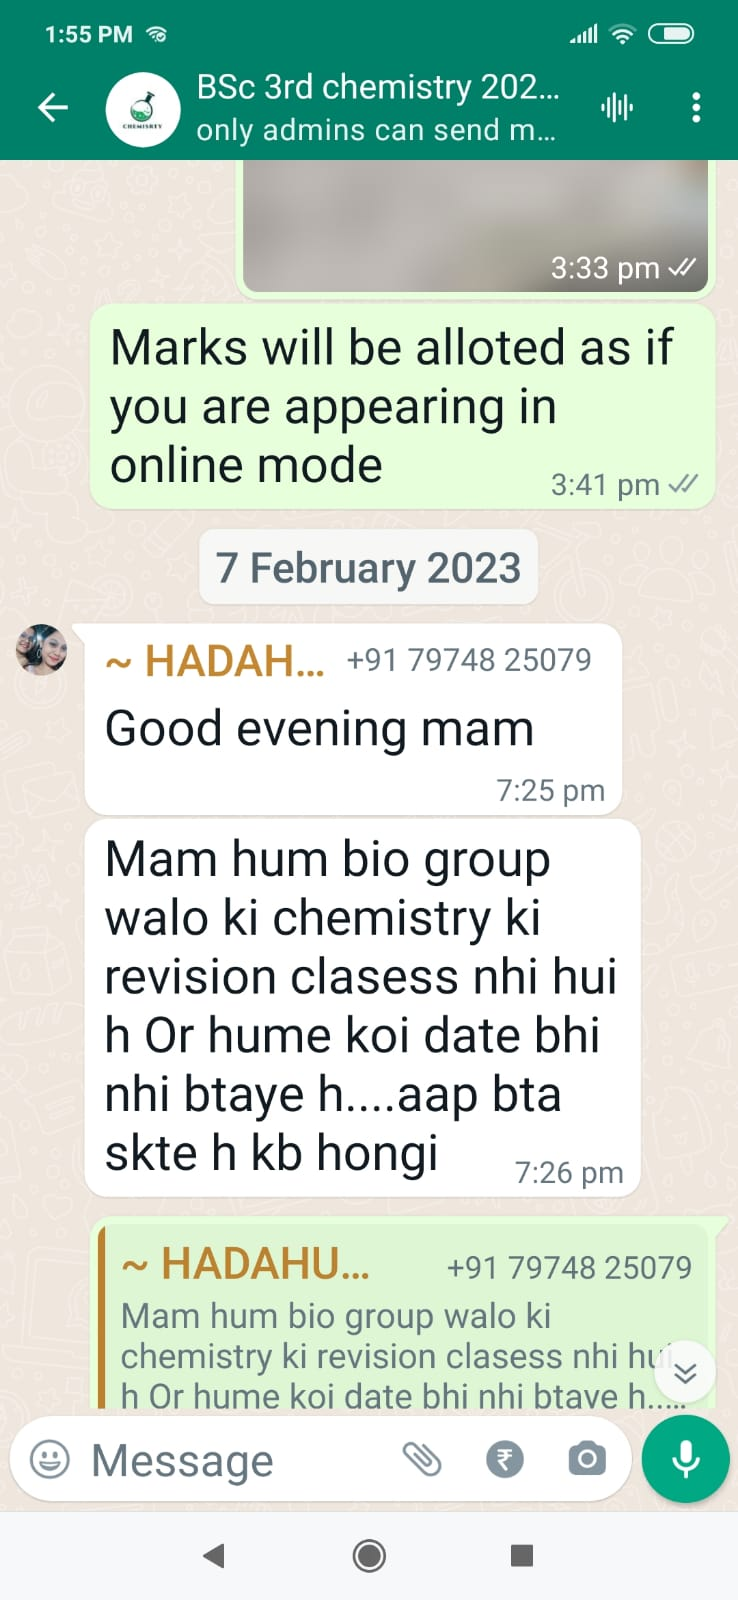 1:55 PM
BSc 3rd chemistry 202...
only admins can send m...
CHEMISRTY
3:33 pm
Marks will be alloted as if
you are appearing in
online mode
3:41 pm
7 February 2023
~ HADAH... +91 79748 25079
Good evening mam
7:25 pm
Mam hum bio group
walo ki chemistry ki
revision clasess nhi hui
h Or hume koi date bhi
nhi btaye h....aap bta
skte h kb hongi
7:26 pm
~ HADAHU... +91 79748 25079
Mam hum bio group walo ki
chemistry ki revision clasess nhi hui
h Or hume koi date bhi nhi btaye h.....
Message
₹